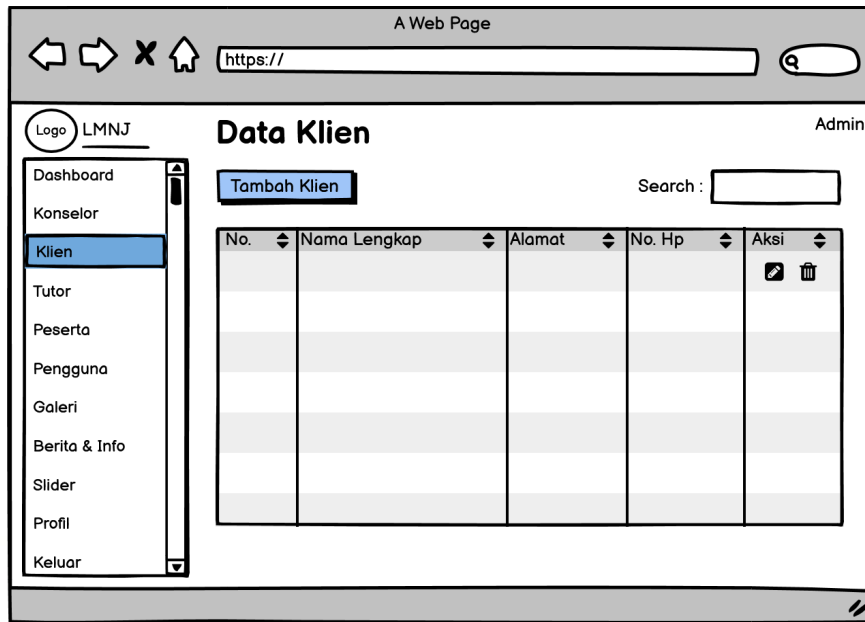 A Web Page
https://
Logo LMNJ
Data Klien
Admin
Dashboard
Konselor
Klien
Tutor
Peserta
Pengguna
Galeri
Berita & Info
Slider
Profil
Keluar
Tambah Klien
Search :
No. Nama Lengkap Alamat No. Hp Aksi